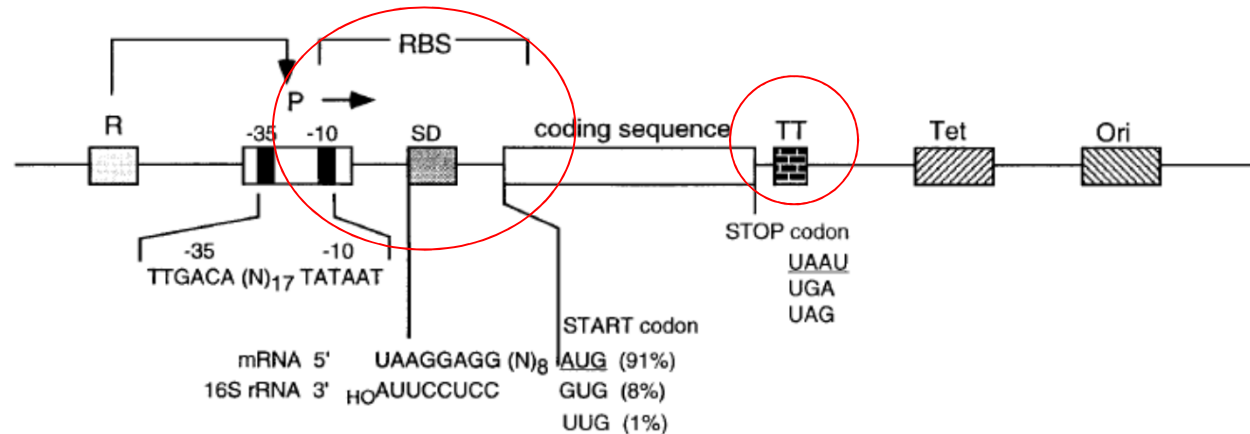 RBS
P
R
-35 -10 SD coding sequence TT Tet Ori
-35 -10
TTGACA (N)17 TATAAT
STOP codon
UAAU
UGA
UAG
START codon
mRNA 5' UAAGGAGG (N)8 AUG (91%)
16S rRNA 3' HOAUUCCUCC GUG (8%)
UUG (1%)